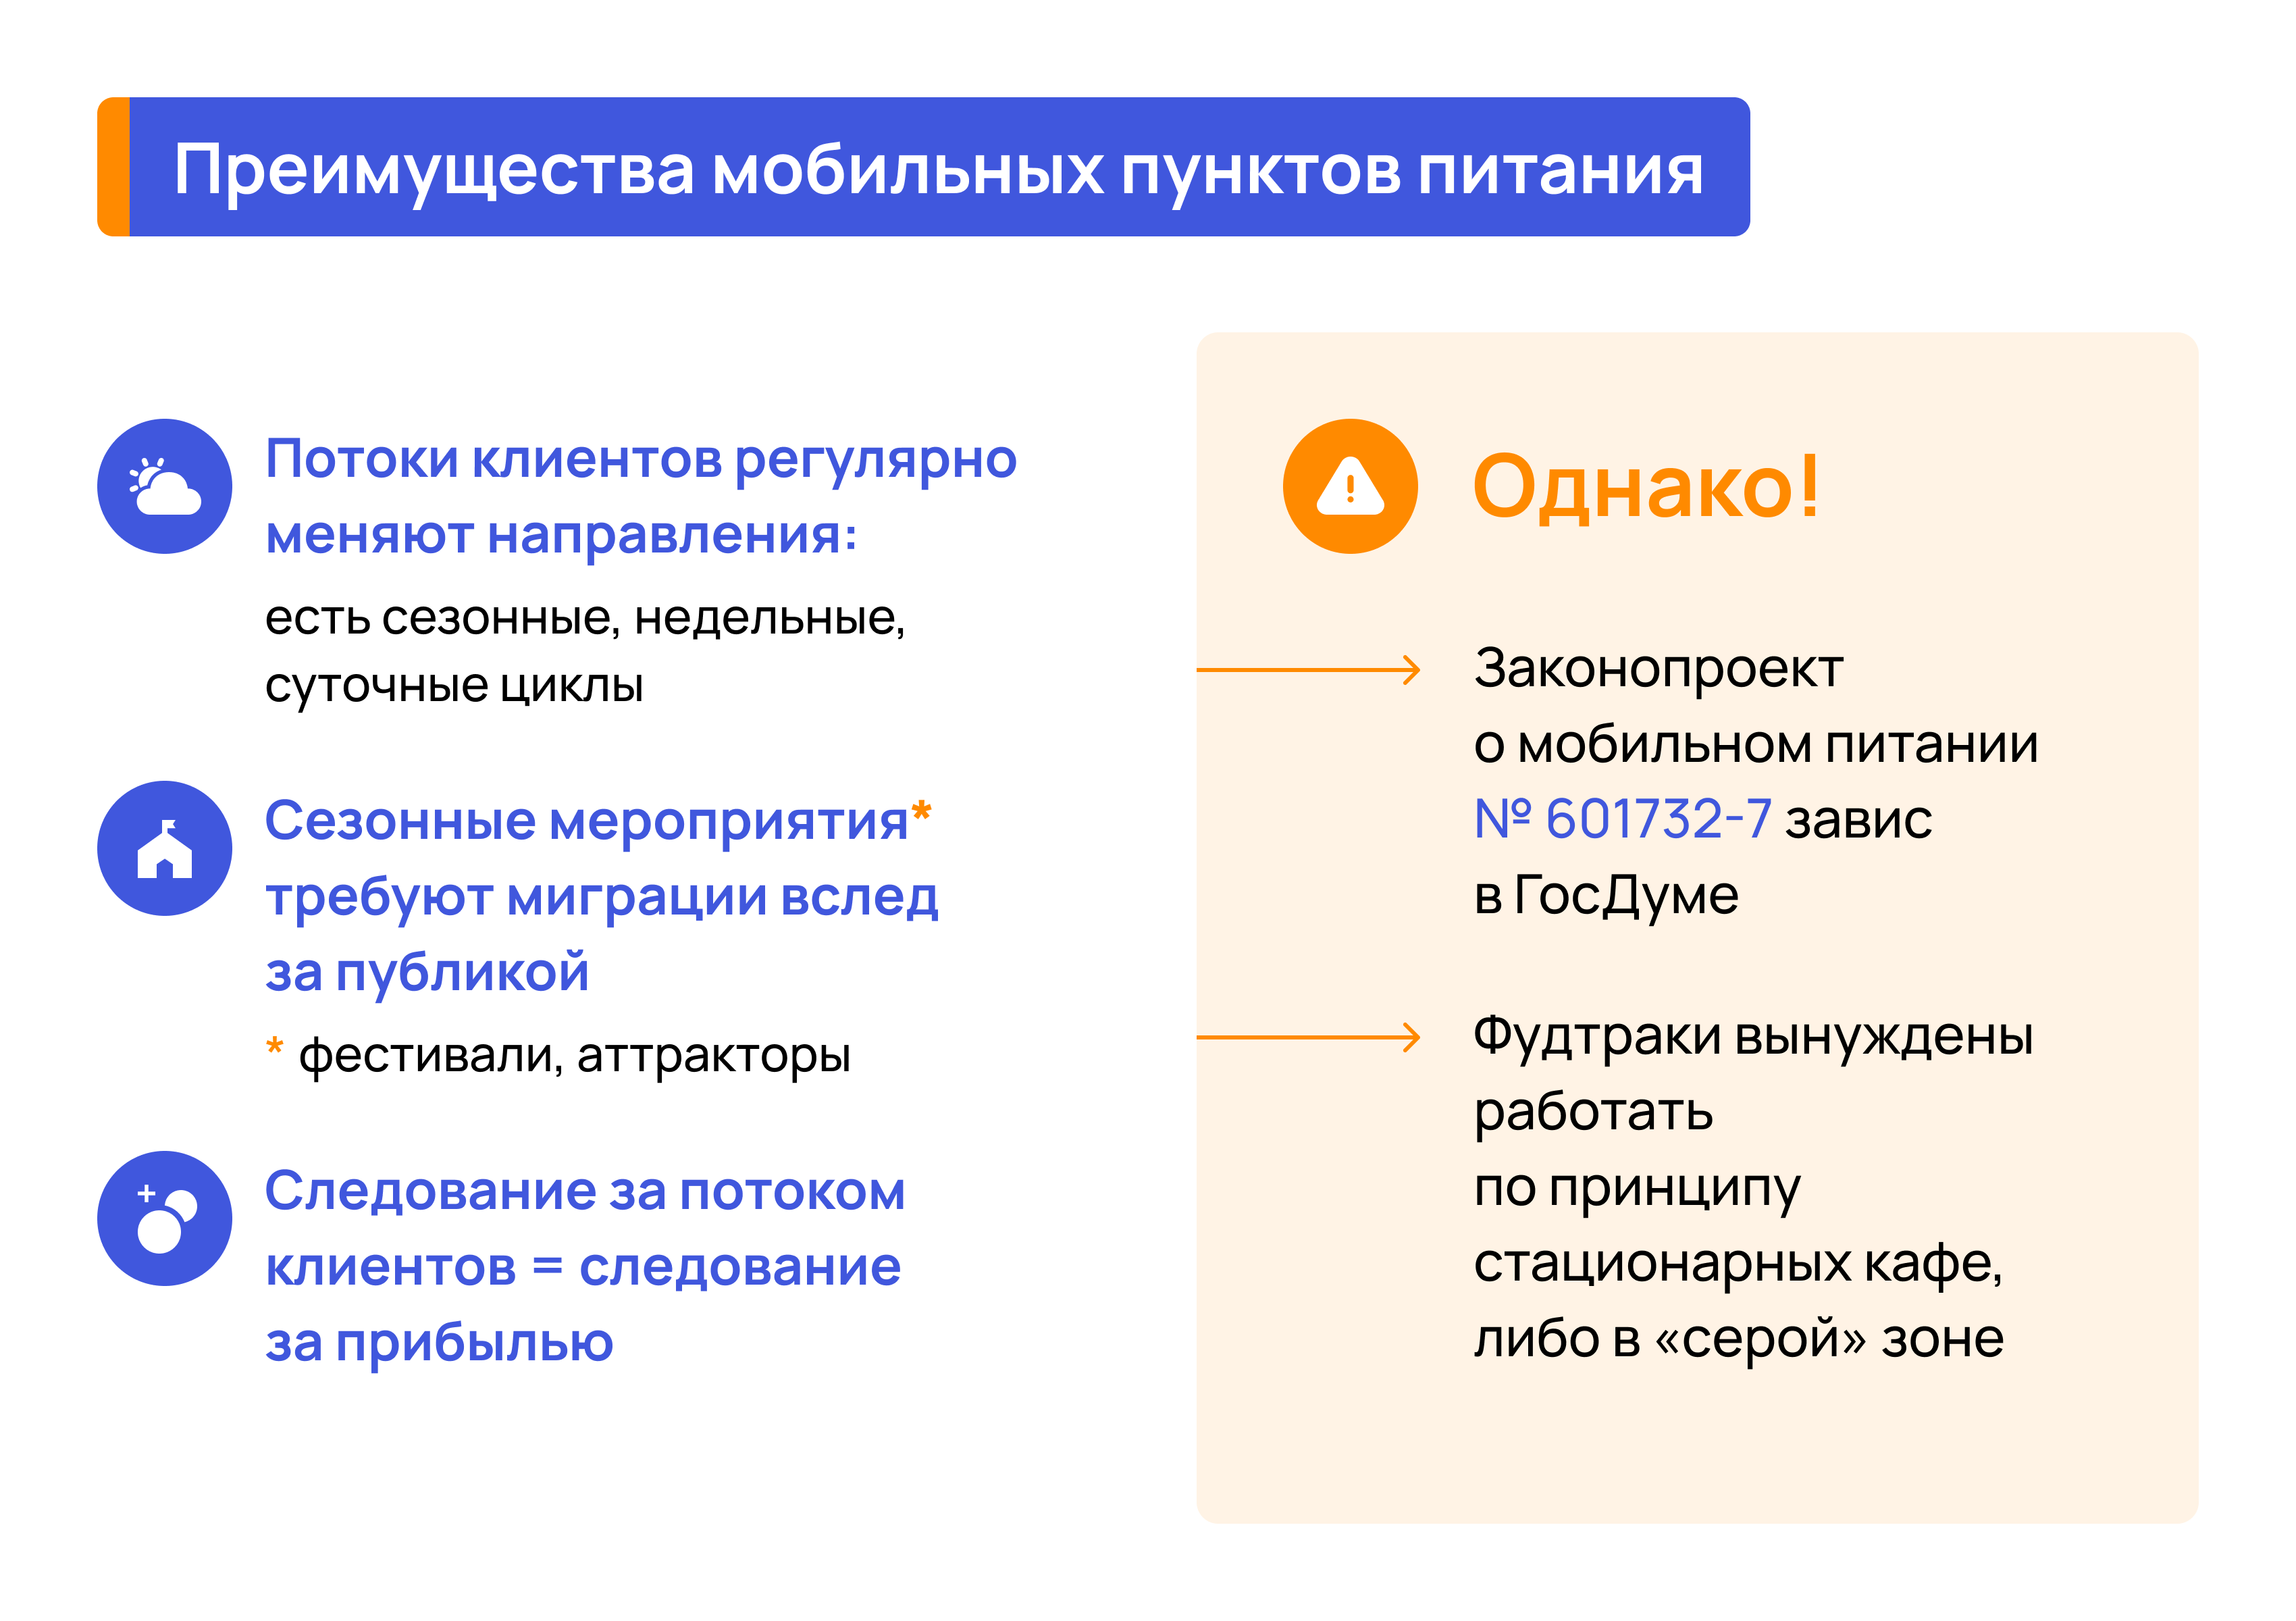 Преимущества мобильных пунктов питания
Потоки клиентов регулярно
меняют направления:
есть сезонные, недельные,
суточные циклы
Сезонные мероприятия*
требуют миграции вслед
за публикой
* фестивали, аттракторы
Следование за потоком
клиентов = следование
за прибылью
Однако!
Законопроект
о мобильном питании
№ 601732-7 завис
в ГосДуме
Фудтраки вынуждены
работать
по принципу
стационарных кафе,
либо в «серой» зоне